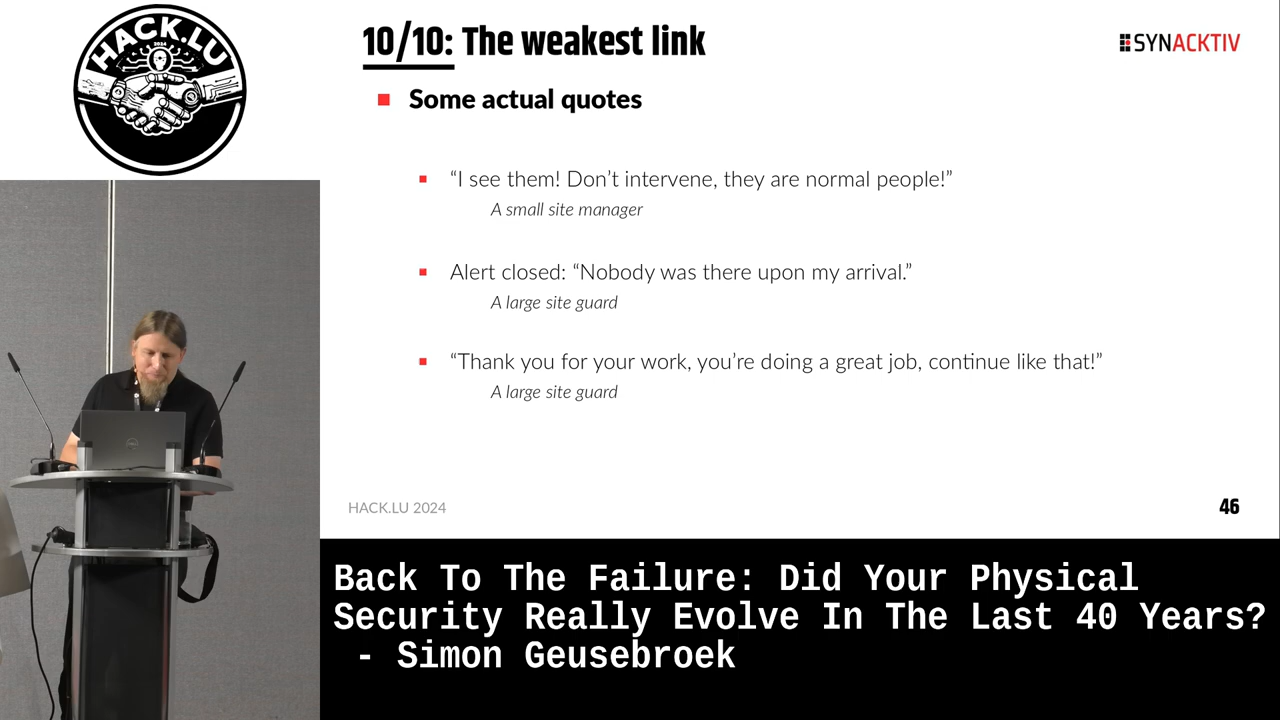 HACK.LU
2024
10/10: The weakest link
SYNACKTIV
Some actual quotes
“I see them! Don’t intervene, they are normal people!”
A small site manager
Alert closed: “Nobody was there upon my arrival.”
A large site guard
“Thank you for your work, you’re doing a great job, continue like that!”
A large site guard
HACK.LU 2024
46
Back To The Failure: Did Your Physical
Security Really Evolve In The Last 40 Years?
- Simon Geusebroek